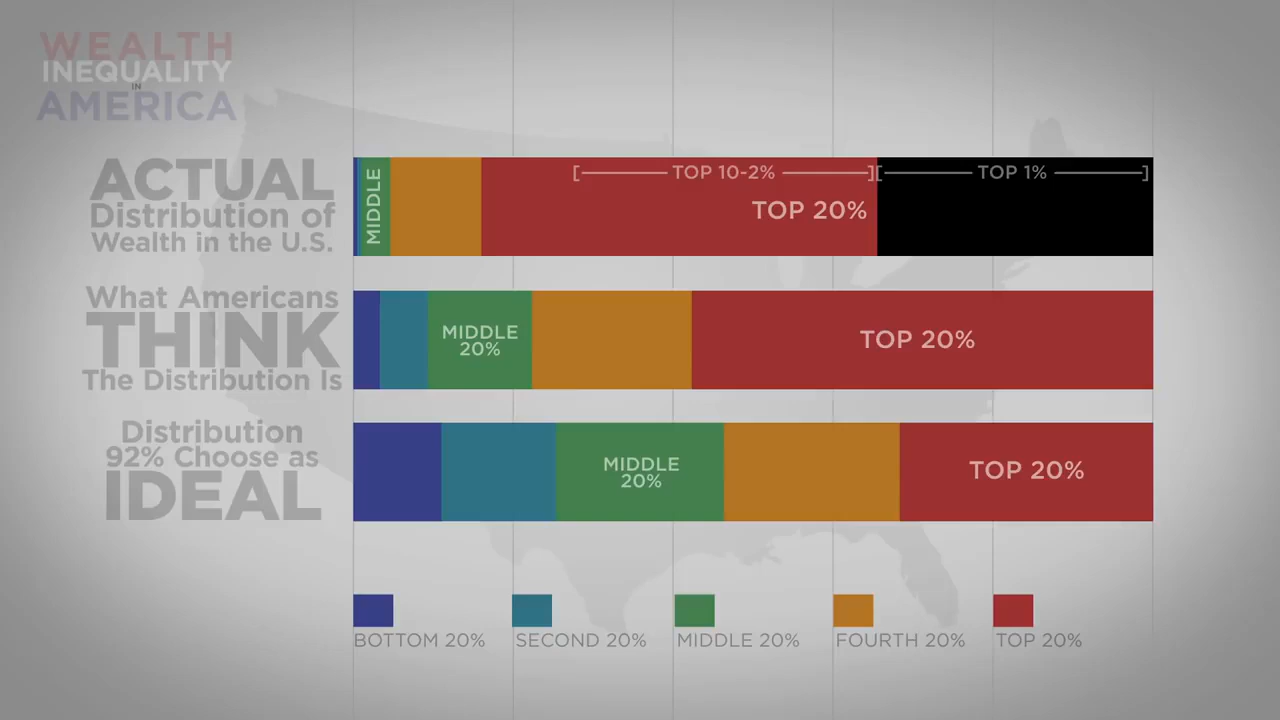 WEALTH
INEQUALITY
IN
AMERICA
ACTUAL
Distribution of
Wealth in the U.S.
MIDDLE
[ TOP 10-2% ]
[ TOP 1% ]
TOP 20%
What Americans
THINK
The Distribution Is
MIDDLE
20%
TOP 20%
Distribution
92% Choose as
IDEAL
MIDDLE
20%
TOP 20%
BOTTOM 20%
SECOND 20%
MIDDLE 20%
FOURTH 20%
TOP 20%